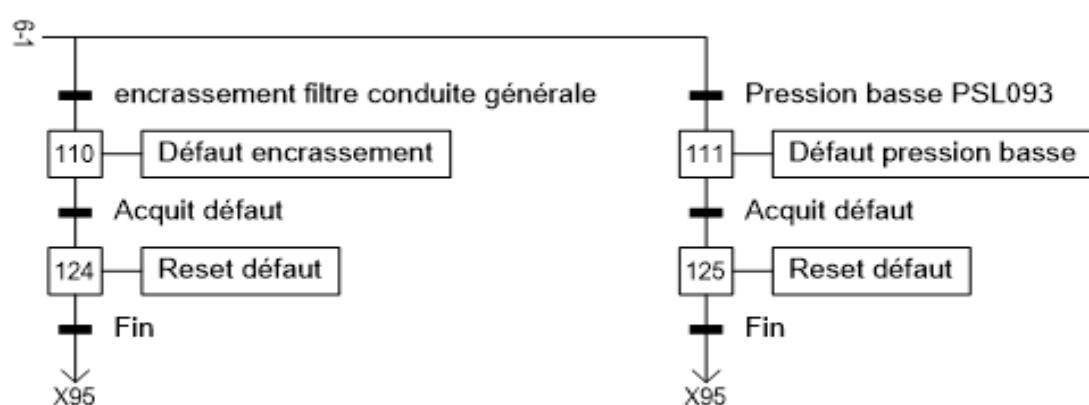 6-1
encrassement filtre conduite générale
Pression basse PSL093
110
Défaut encrassement
111
Défaut pression basse
Acquit défaut
Acquit défaut
124
Reset défaut
125
Reset défaut
Fin
Fin
X95
X95